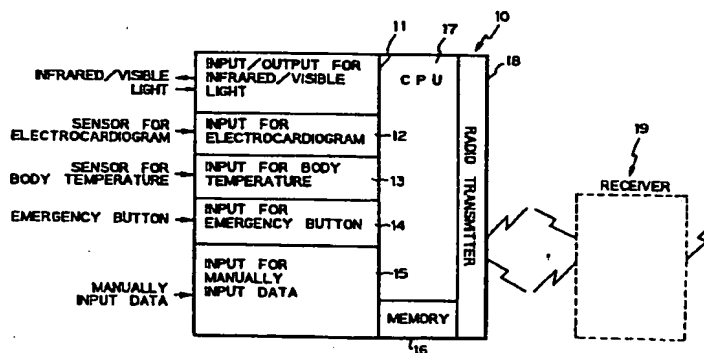 10
11
17
18
INFRARED/VISIBLE
LIGHT
INPUT/OUTPUT FOR
INFRARED/VISIBLE
LIGHT
CPU
SENSOR FOR
ELECTROCARDIOGRAM
INPUT FOR
ELECTROCARDIOGRAM
12
SENSOR FOR
BODY TEMPERATURE
INPUT FOR BODY
TEMPERATURE
13
EMERGENCY BUTTON
INPUT FOR
EMERGENCY BUTTON
14
MANUALLY
INPUT DATA
INPUT FOR
MANUALLY
INPUT DATA
15
MEMORY
16
RADIO TRANSMITTER
19
RECEIVER